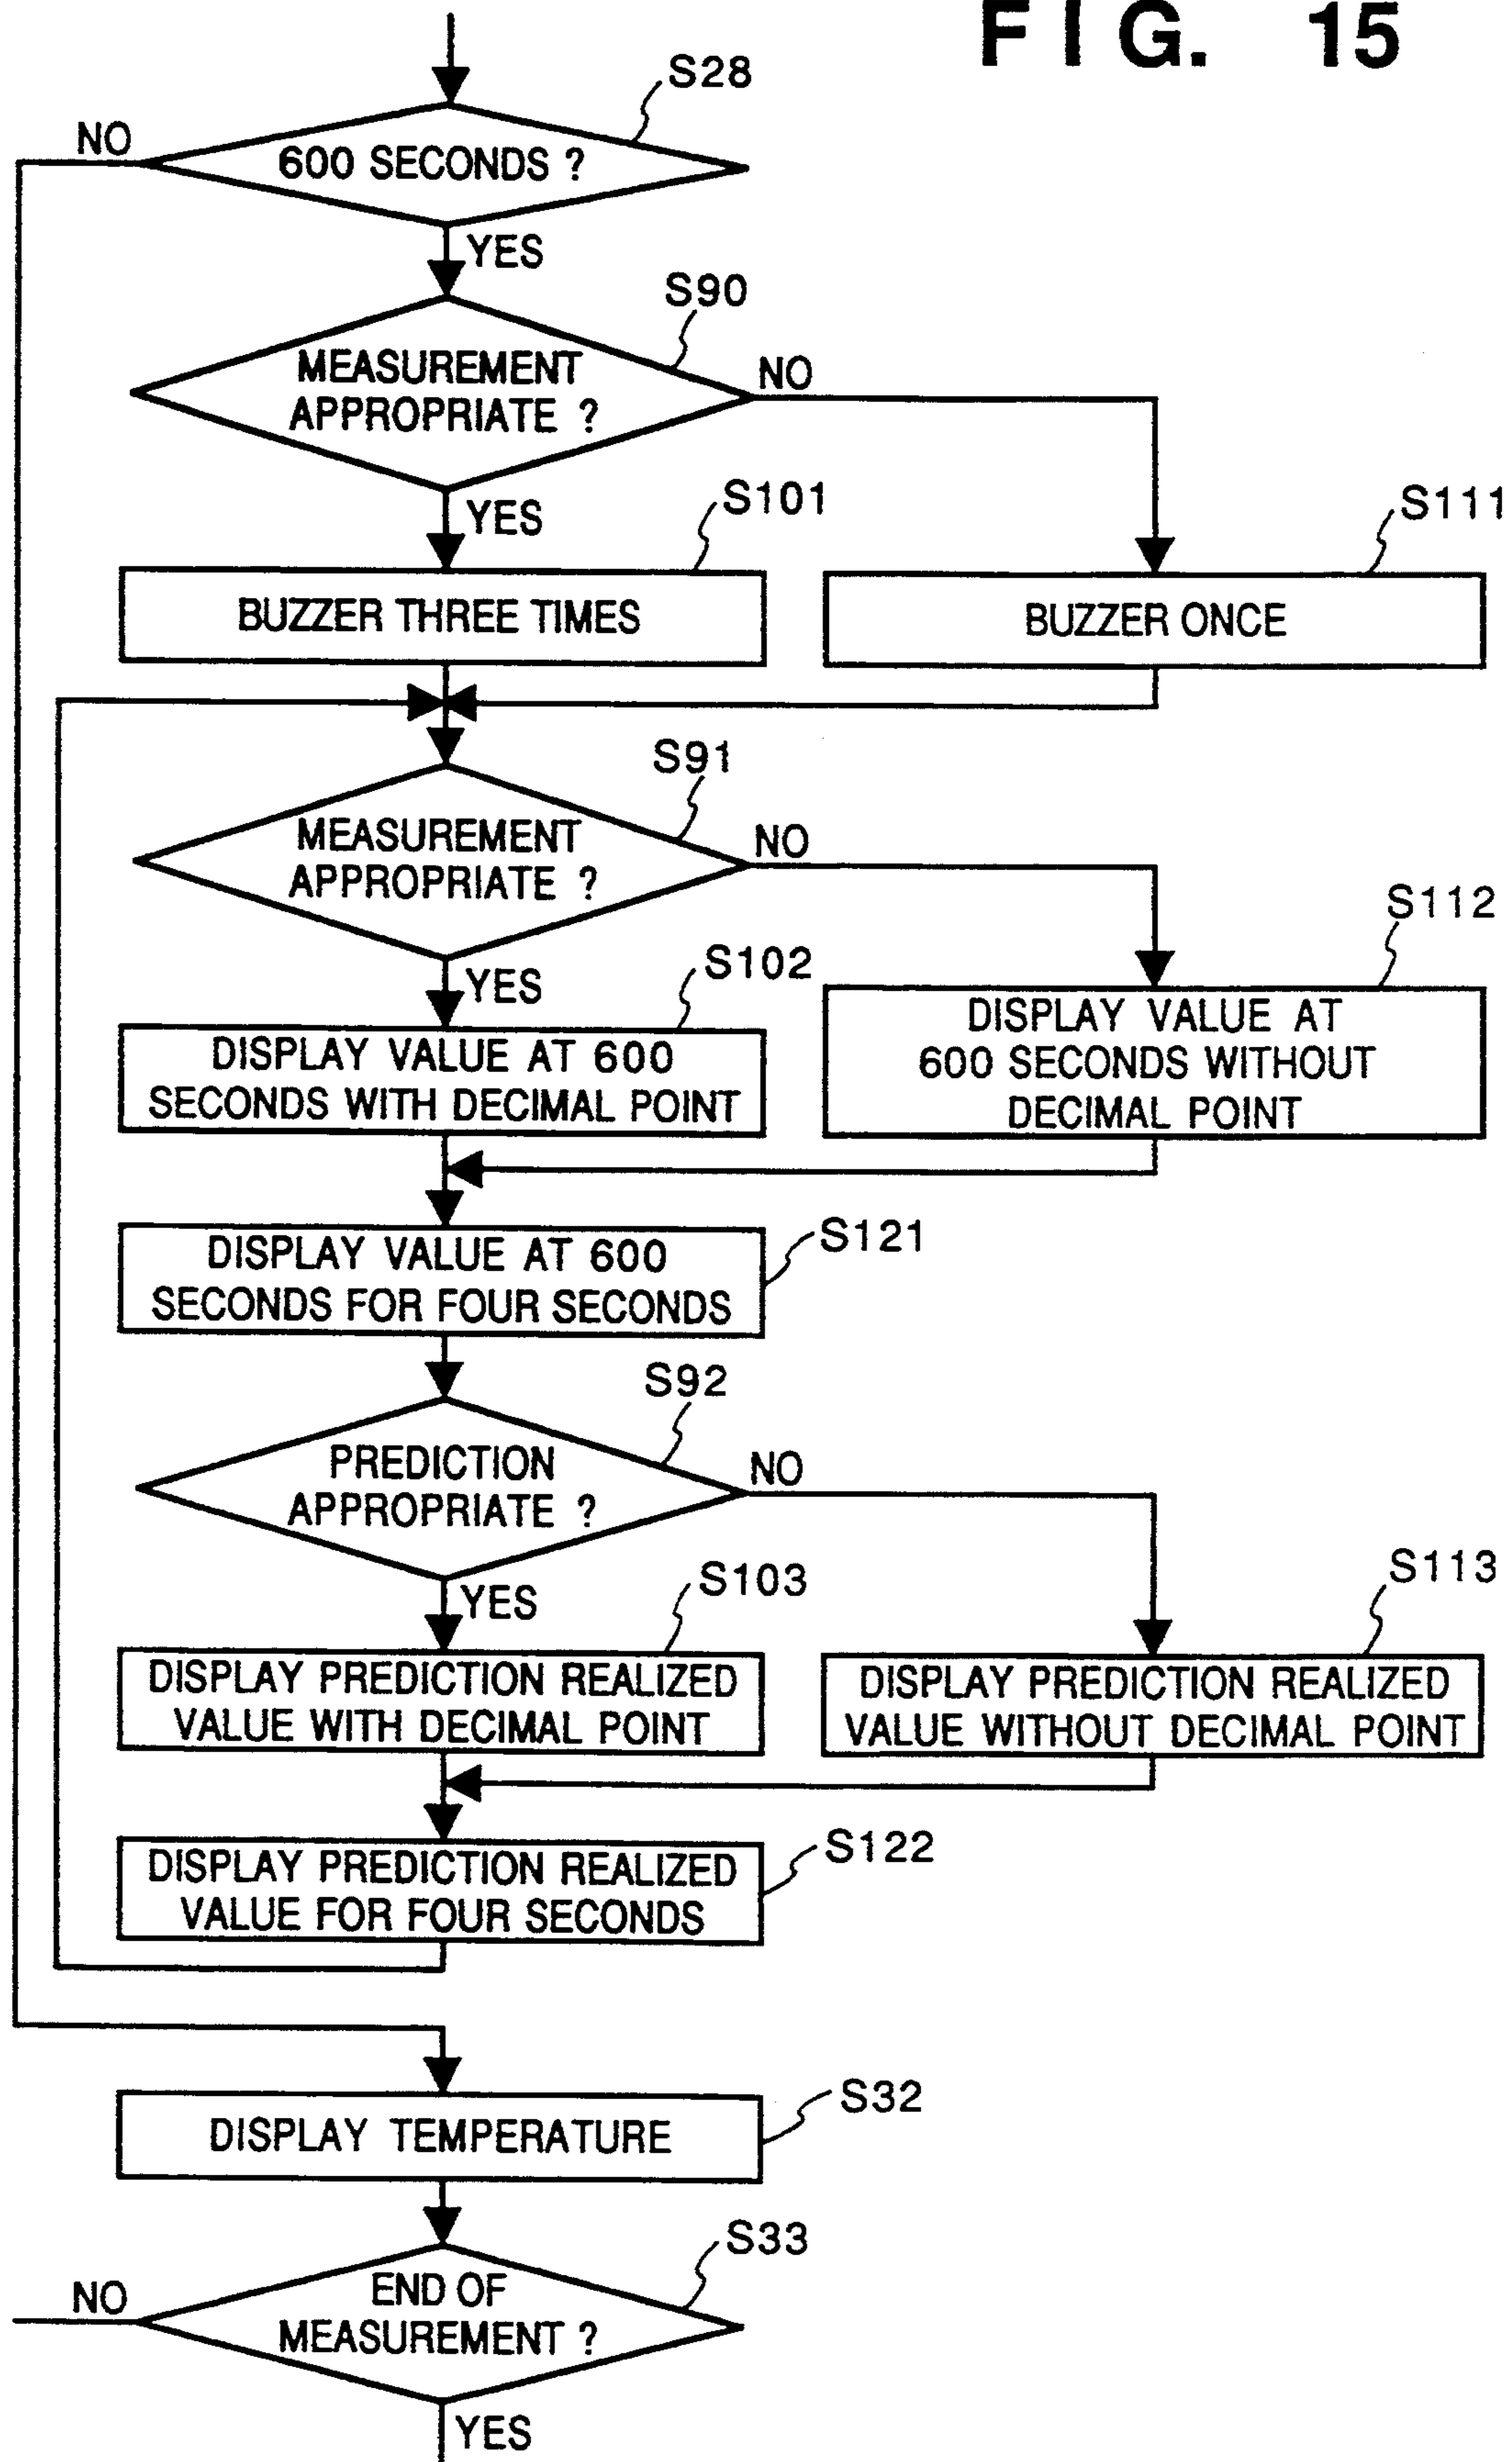 FIG. 15
S28
NO
600 SECONDS ?
YES
S90
MEASUREMENT
APPROPRIATE ?
NO
YES
S101
S111
BUZZER THREE TIMES
BUZZER ONCE
S91
MEASUREMENT
APPROPRIATE ?
NO
YES
S102
S112
DISPLAY VALUE AT 600
SECONDS WITH DECIMAL POINT
DISPLAY VALUE AT
600 SECONDS WITHOUT
DECIMAL POINT
S121
DISPLAY VALUE AT 600
SECONDS FOR FOUR SECONDS
S92
PREDICTION
APPROPRIATE ?
NO
YES
S103
S113
DISPLAY PREDICTION REALIZED
VALUE WITH DECIMAL POINT
DISPLAY PREDICTION REALIZED
VALUE WITHOUT DECIMAL POINT
S122
DISPLAY PREDICTION REALIZED
VALUE FOR FOUR SECONDS
S32
DISPLAY TEMPERATURE
S33
NO
END OF
MEASUREMENT ?
YES